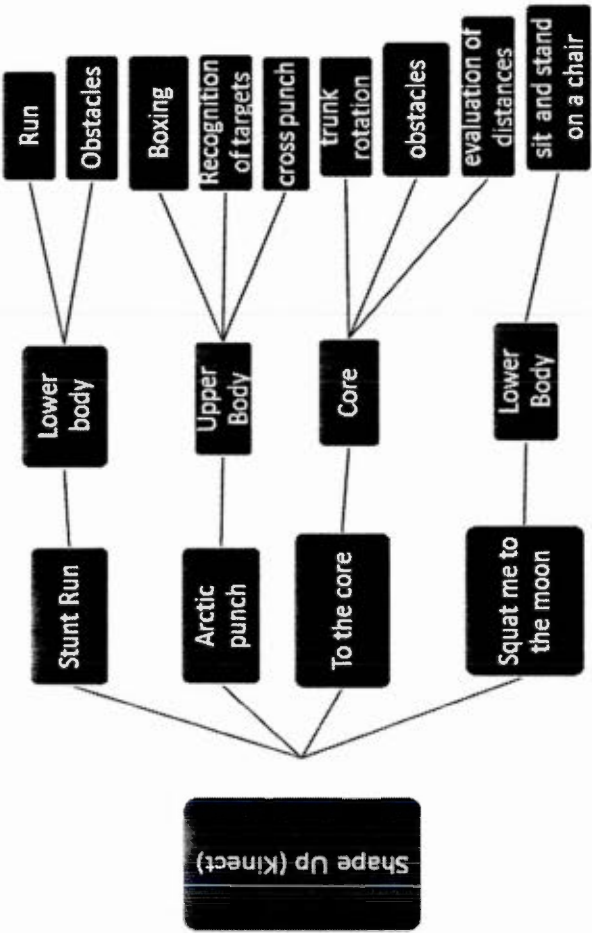 Shape Up (Kinect)
Stunt Run
Lower
body
Run
Obstacles
Arctic
punch
Upper
Body
Boxing
Recognition
of targets
cross punch
To the core
Core
trunk
rotation
obstacles
evaluation of
distances
Squat me to
the moon
Lower
Body
sit and stand
on a chair